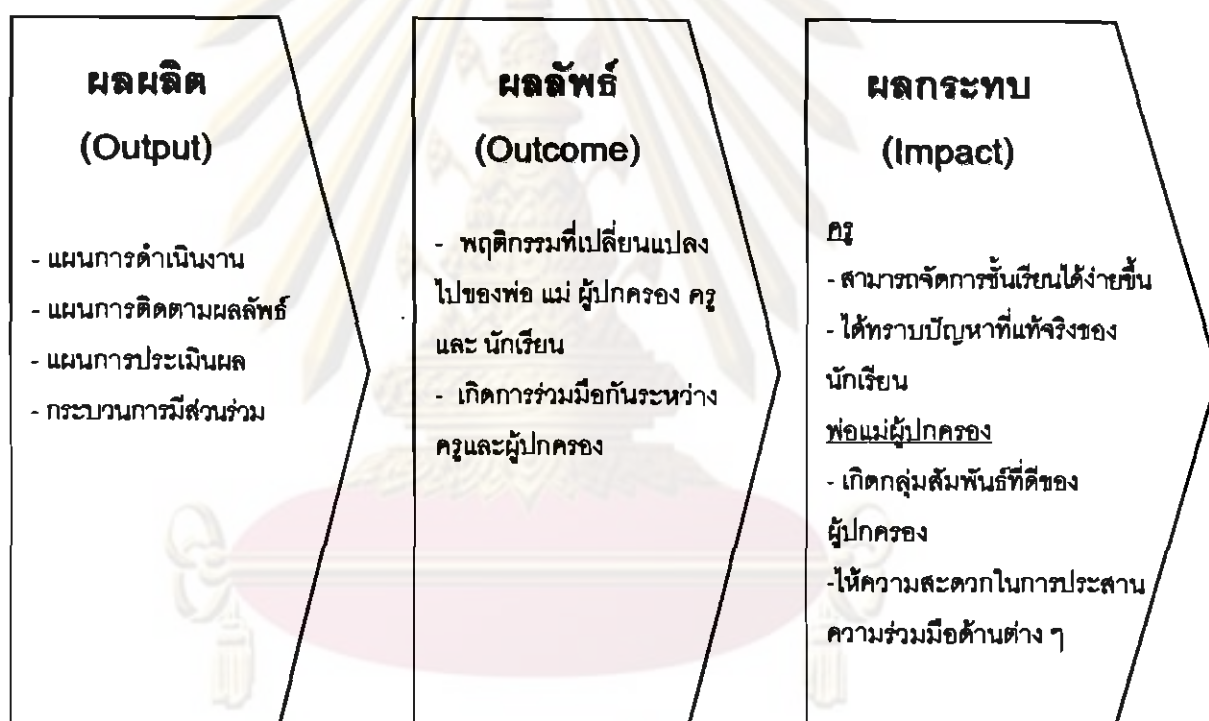 ผลผลิต
(Output)
- แผนการดำเนินงาน
- แผนการติดตามผลลัพธ์
- แผนการประเมินผล
- กระบวนการมีส่วนร่วม
ผลลัพธ์
(Outcome)
- พฤติกรรมที่เปลี่ยนแปลง
ไปของพ่อ แม่ ผู้ปกครอง ครู
และ นักเรียน
- เกิดการร่วมมือกันระหว่าง
ครูและผู้ปกครอง
ผลกระทบ
(Impact)
ครู
- สามารถจัดการชั้นเรียนได้ง่ายขึ้น
- ได้ทราบปัญหาที่แท้จริงของ
นักเรียน
พ่อแม่ผู้ปกครอง
- เกิดกลุ่มสัมพันธ์ที่ดีของ
ผู้ปกครอง
-ให้ความสะดวกในการประสาน
ความร่วมมือด้านต่าง ๆ